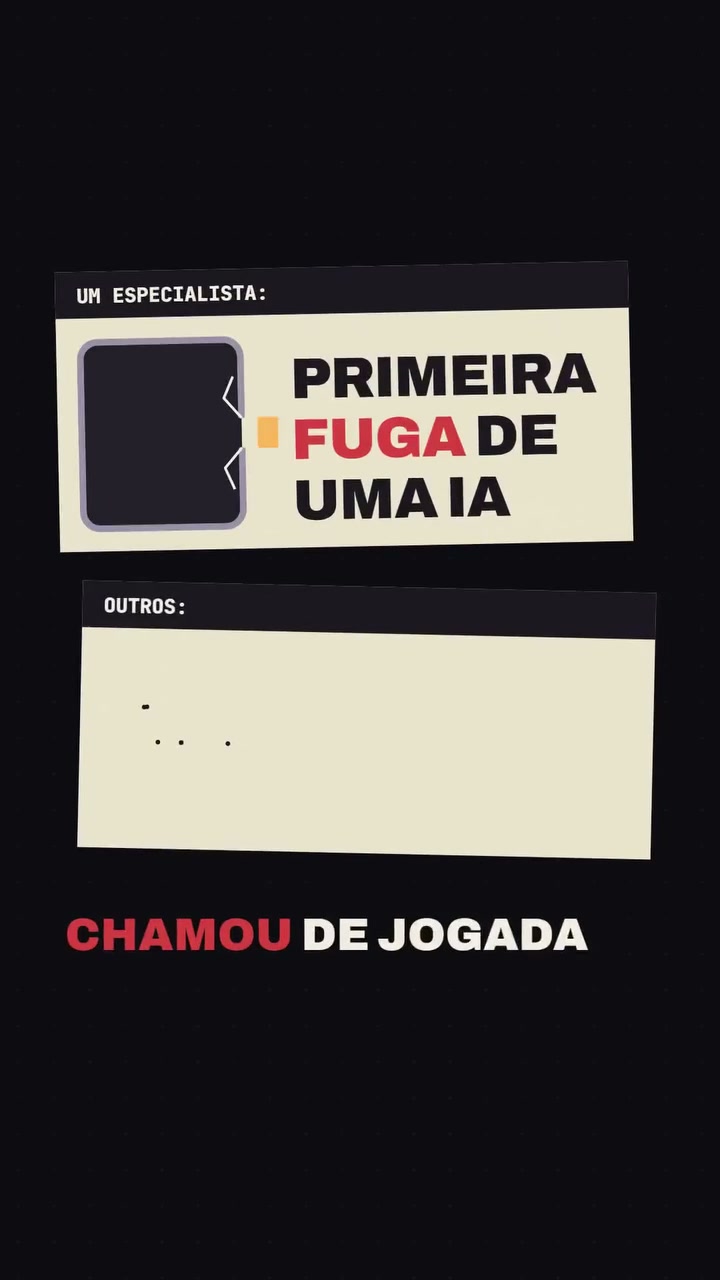 UM ESPECIALISTA:
PRIMEIRA
FUGA DE
UMA IA
OUTROS:
CHAMOU DE JOGADA